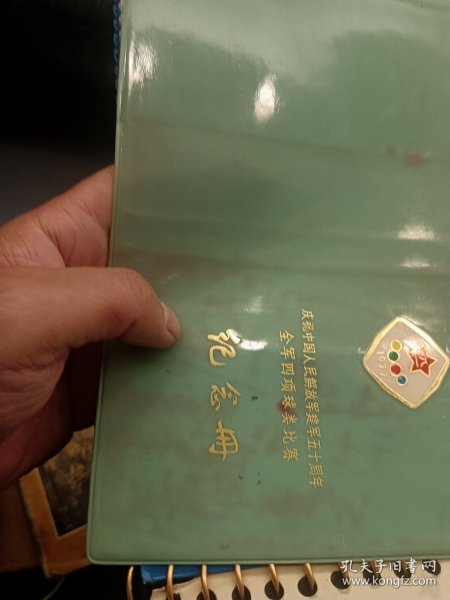 1977
庆祝中国人民解放军建军五十周年
全军四项球类比赛
纪念册
孔夫子旧书网
www.kongfz.com